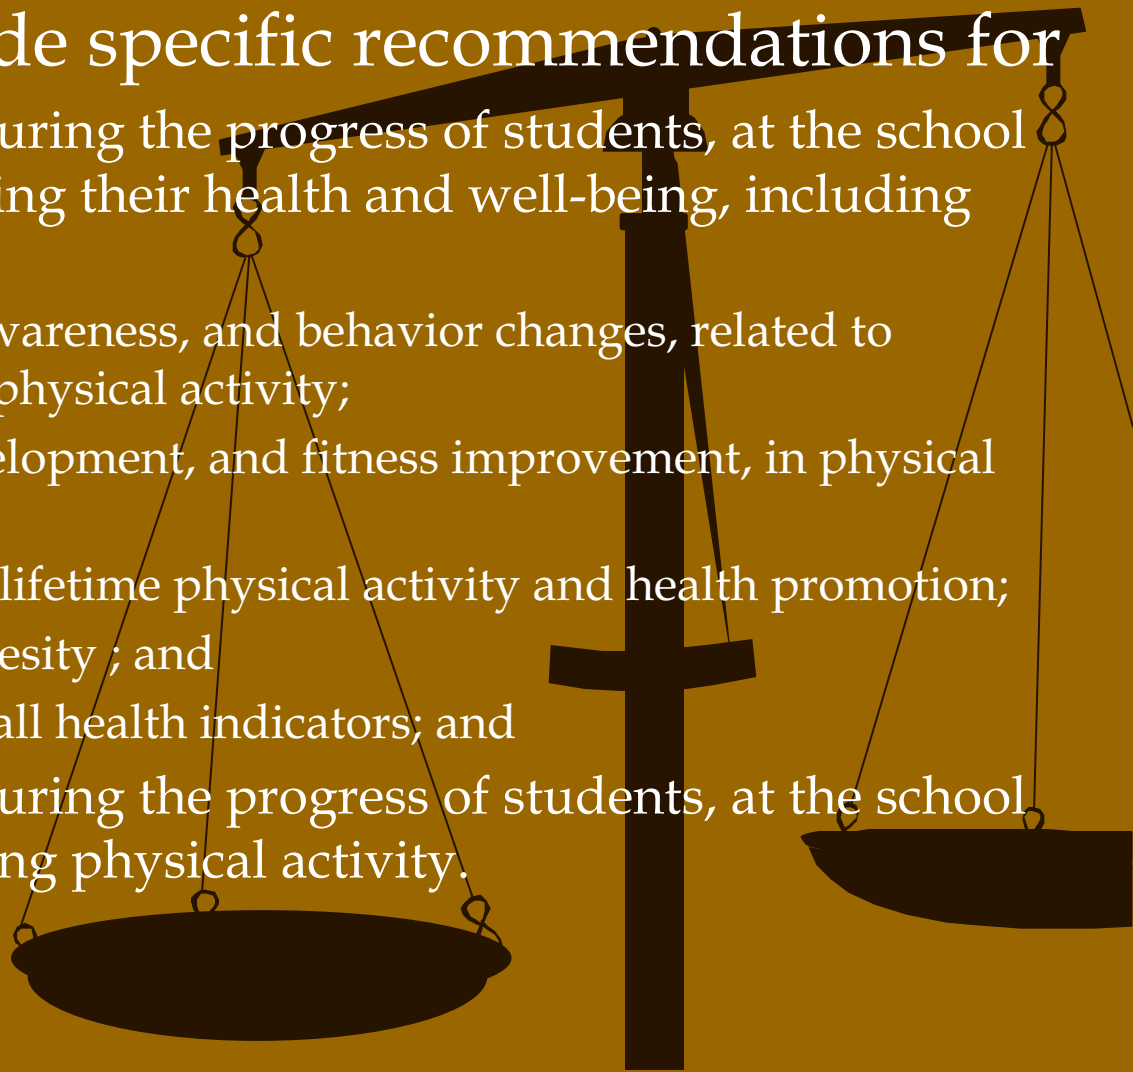 de specific recommendations for
uring the progress of students, at the school
ing their health and well-being, including
wareness, and behavior changes, related to
physical activity;
elopment, and fitness improvement, in physical
lifetime physical activity and health promotion;
esity ; and
all health indicators; and
uring the progress of students, at the school
ng physical activity.